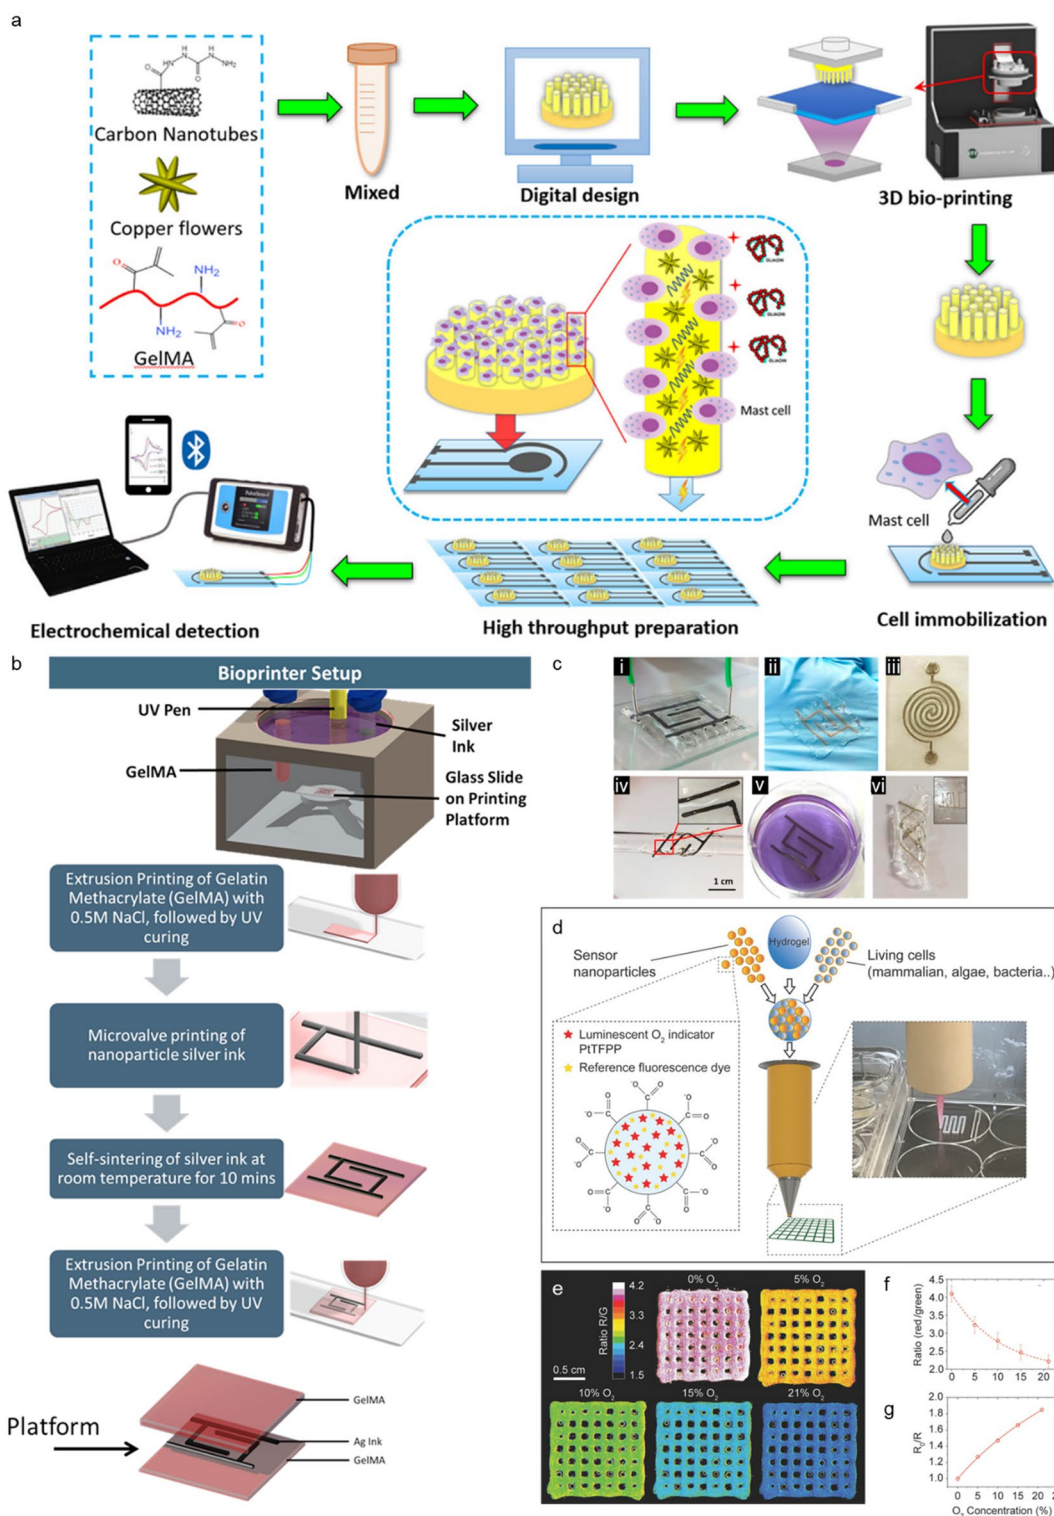 a
Carbon Nanotubes
Copper flowers
NH₂
NH₂
GelMA
Mixed
Digital design
3D bio-printing
GLIADIN
GLIADIN
GLIADIN
Mast cell
Mast cell
Cell immobilization
High throughput preparation
Electrochemical detection
b
Bioprinter Setup
UV Pen
Silver
Ink
GelMA
Glass Slide
on Printing
Platform
Extrusion Printing of Gelatin
Methacrylate (GelMA) with
0.5M NaCl, followed by UV
curing
Microvalve printing of
nanoparticle silver ink
Self-sintering of silver ink at
room temperature for 10 mins
Extrusion Printing of Gelatin
Methacrylate (GelMA) with
0.5M NaCl, followed by UV
curing
Platform
GelMA
Ag Ink
GelMA
c
i
ii
iii
iv
v
vi
1 cm
d
Sensor
nanoparticles
Hydrogel
Living cells
(mammalian, algae, bacteria..)
Luminescent O₂ indicator
PtTFPP
Reference fluorescence dye
e
4.2
3.3
2.4
1.5
Ratio R/G
0.5 cm
0% O₂
5% O₂
10% O₂
15% O₂
21% O₂
f
Ratio (red/green)
4.5
4.0
3.5
3.0
2.5
2.0
0 5 10 15 21
g
R₀/R
2.0
1.8
1.6
1.4
1.2
1.0
0 5 10 15 20
O₂ Concentration (%)